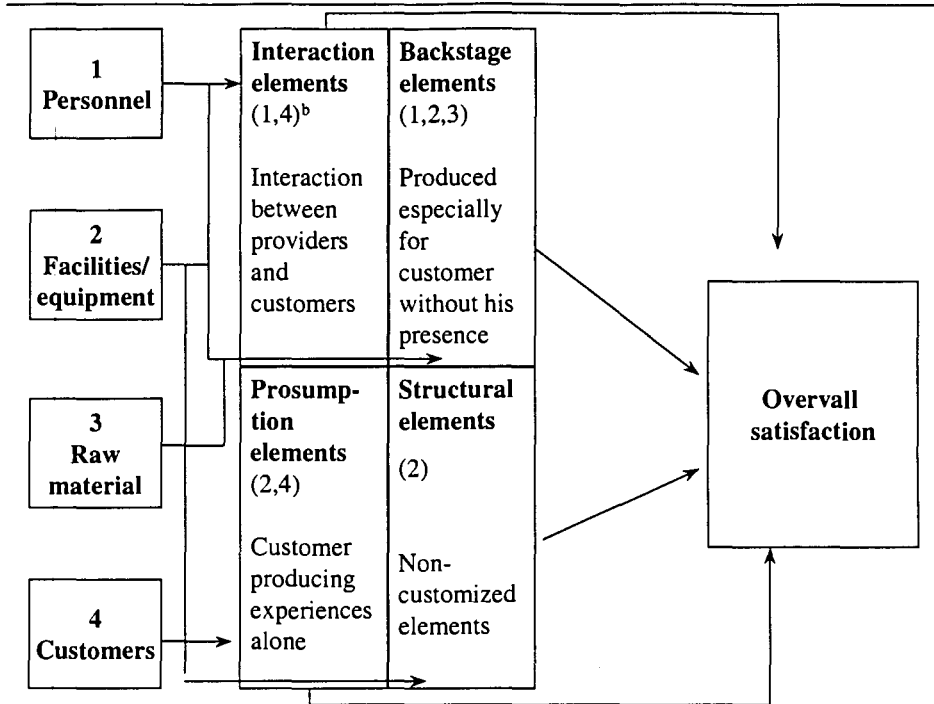 1
Personnel
2
Facilities/
equipment
3
Raw
material
4
Customers
Interaction
elements
(1,4)ᵇ
Interaction
between
providers
and
customers
Backstage
elements
(1,2,3)
Produced
especially
for
customer
without his
presence
Prosump-
tion
elements
(2,4)
Customer
producing
experiences
alone
Structural
elements
(2)
Non-
customized
elements
Overvall
satisfaction